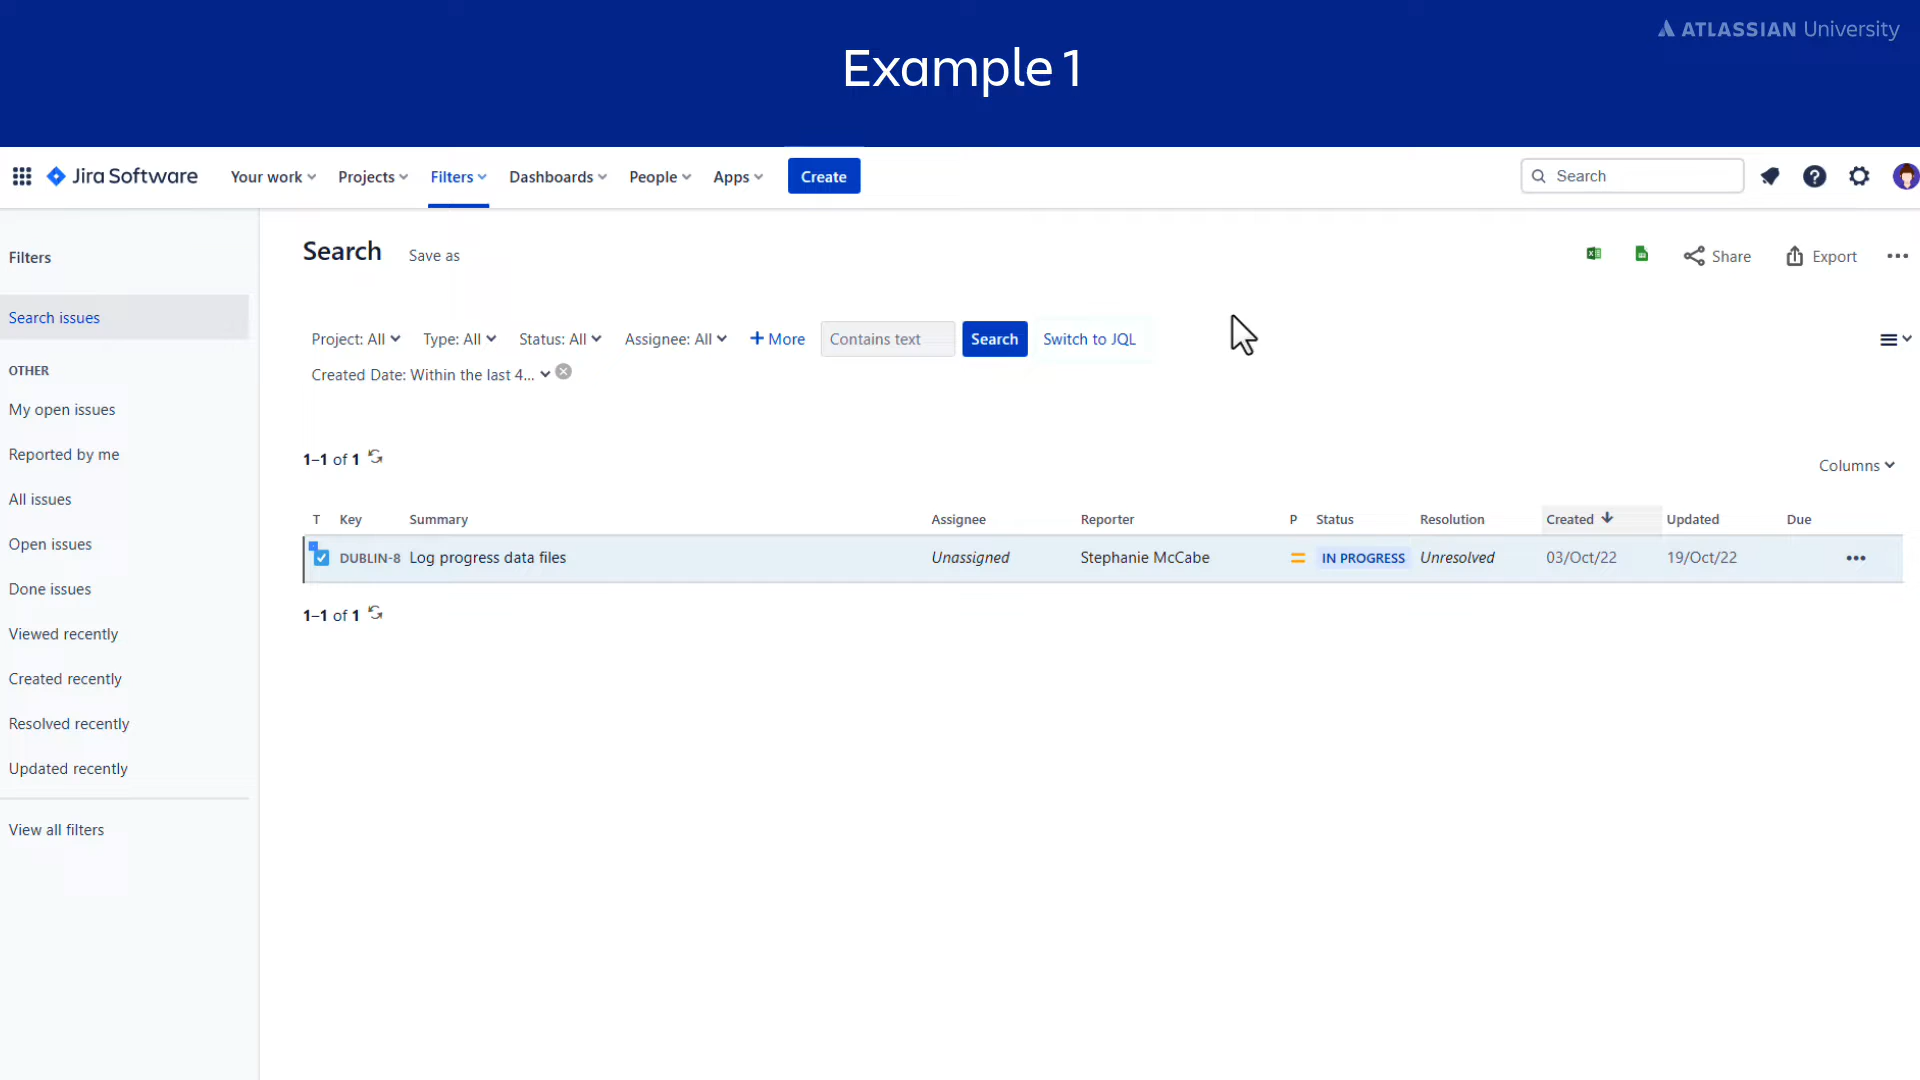 ATLASSIAN University
Example 1
Jira Software Your work Projects Filters Dashboards People Apps Create Search
Filters
Search issues
OTHER
My open issues
Reported by me
All issues
Open issues
Done issues
Viewed recently
Created recently
Resolved recently
Updated recently
View all filters
Search Save as Share Export
Project: All Type: All Status: All Assignee: All + More Contains text Search Switch to JQL
Created Date: Within the last 4...
1–1 of 1
Columns
T Key Summary Assignee Reporter P Status Resolution Created Updated Due
DUBLIN-8 Log progress data files Unassigned Stephanie McCabe IN PROGRESS Unresolved 03/Oct/22 19/Oct/22
1–1 of 1